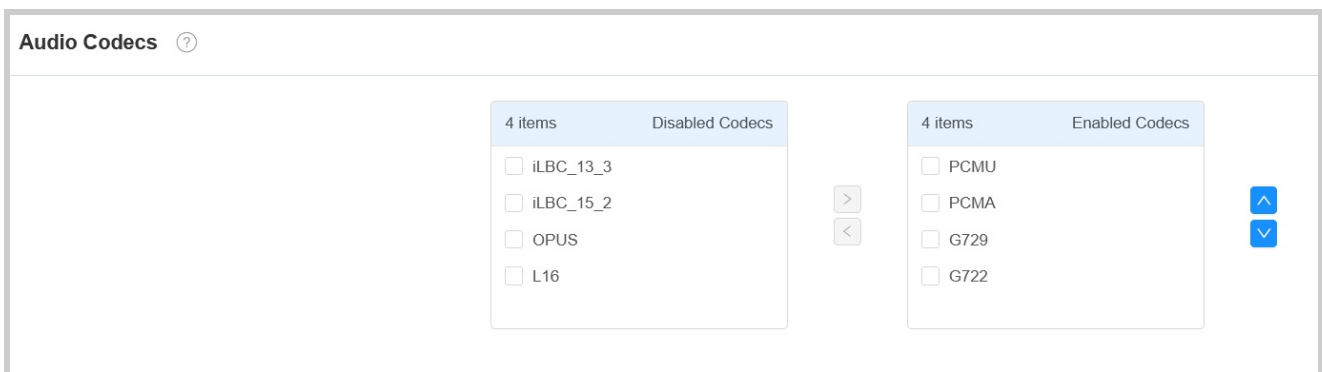 Audio Codecs ?
4 items Disabled Codecs
iLBC_13_3
iLBC_15_2
OPUS
L16
4 items Enabled Codecs
PCMU
PCMA
G729
G722